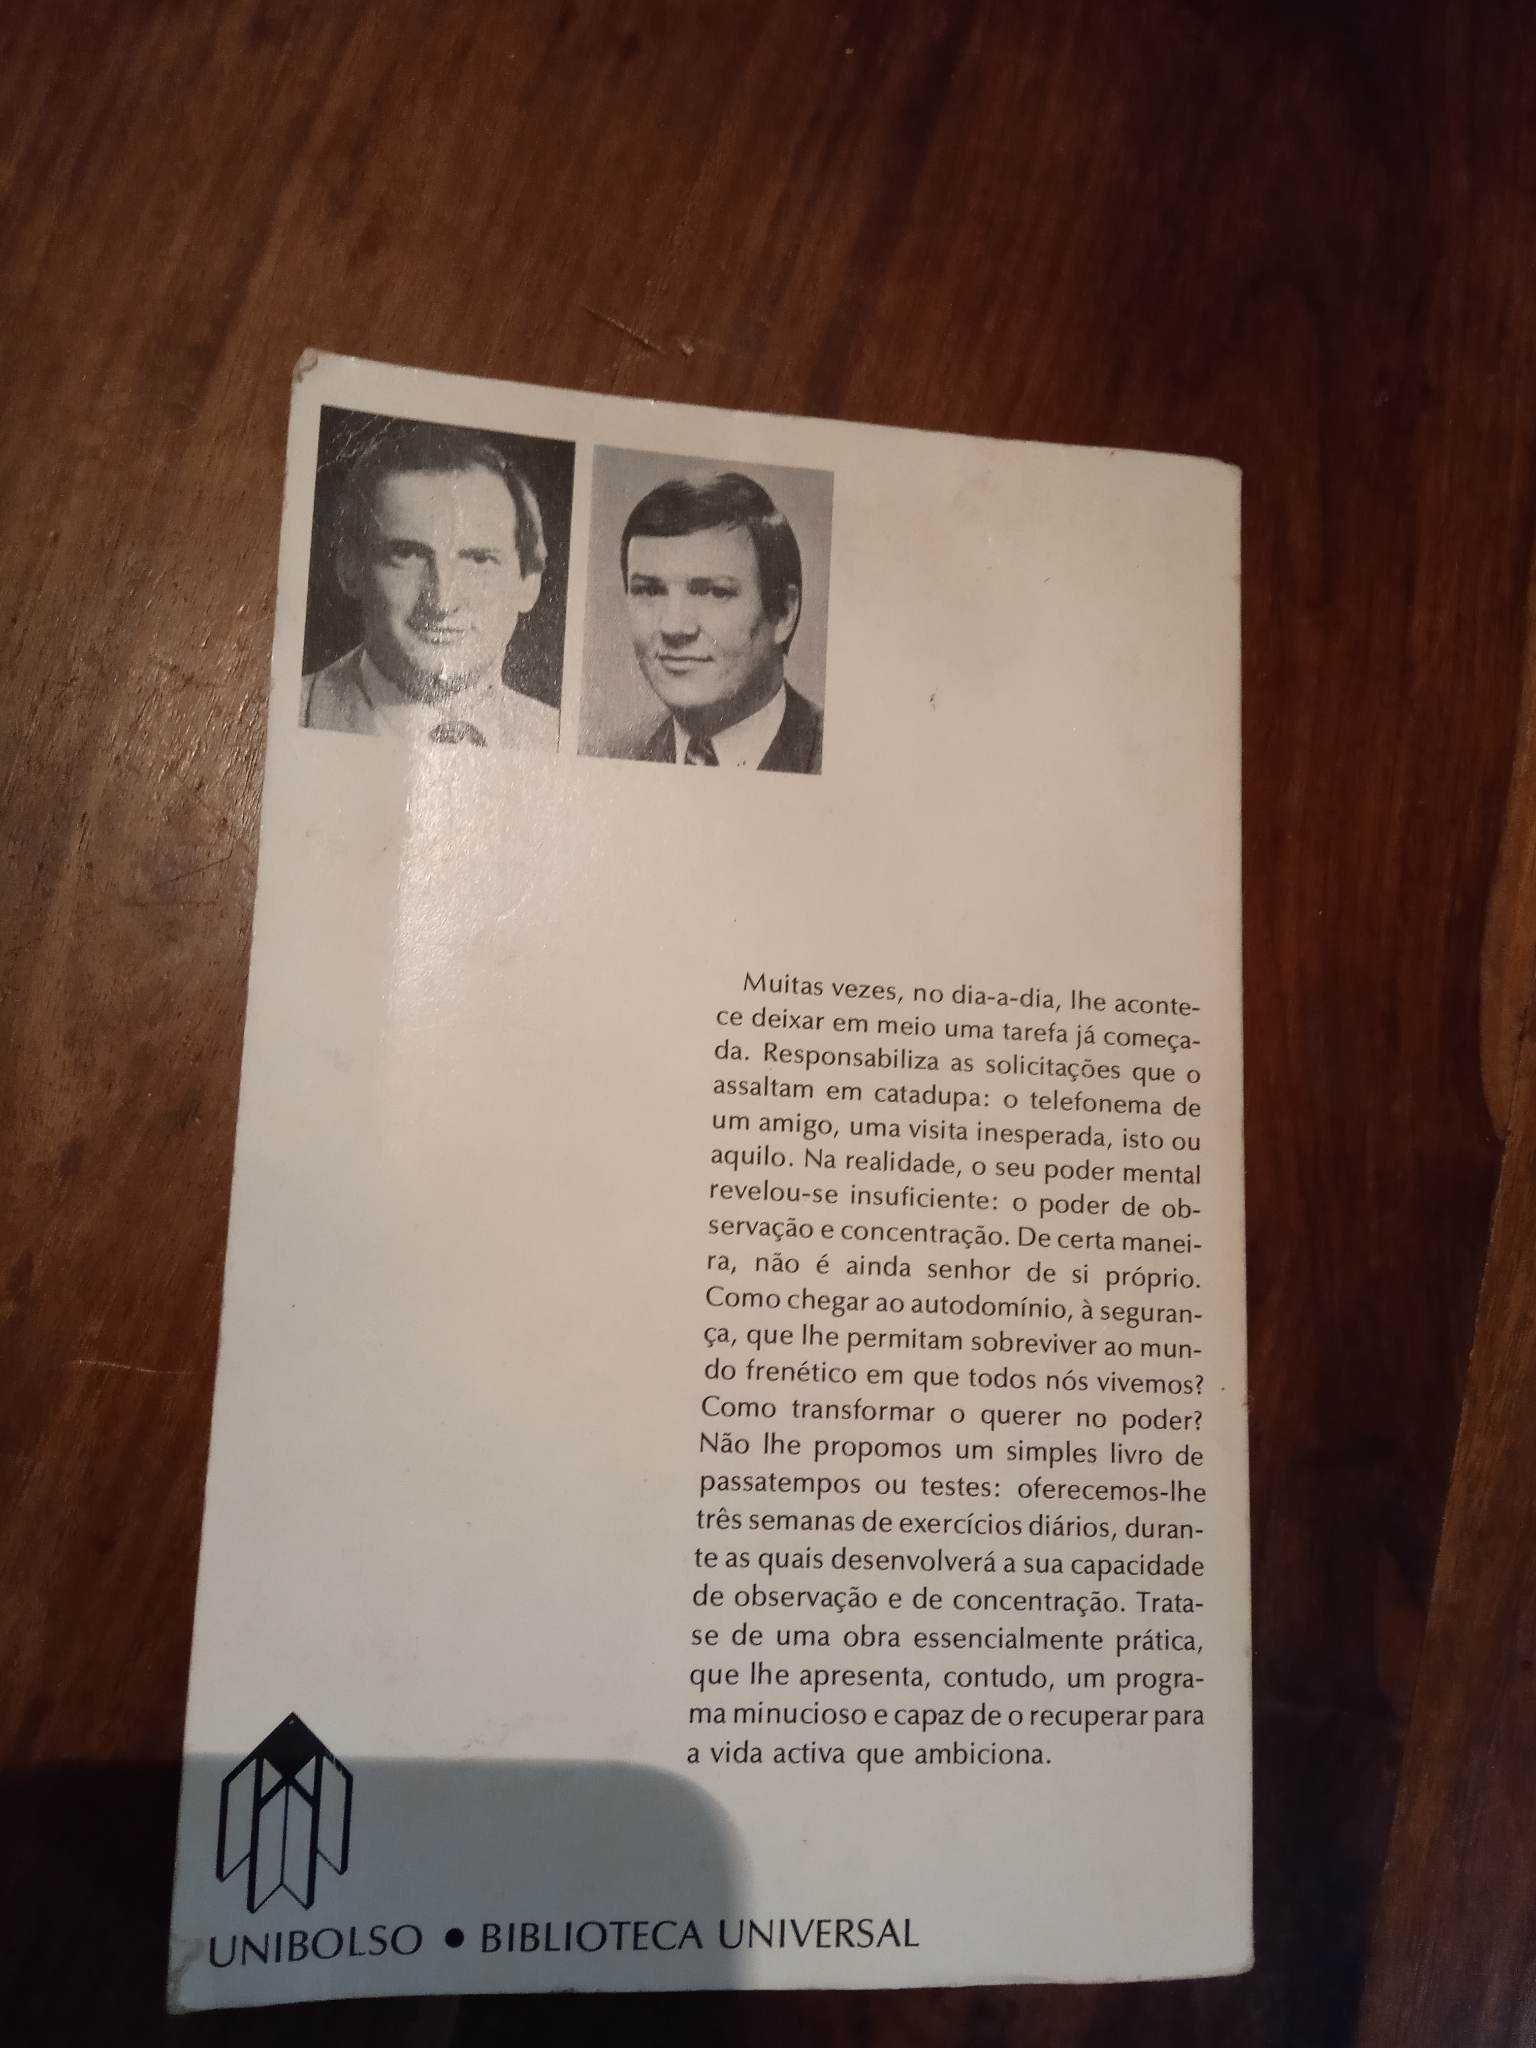 Muitas vezes, no dia-a-dia, lhe aconte-
ce deixar em meio uma tarefa já começa-
da. Responsabiliza as solicitações que o
assaltam em catadupa: o telefonema de
um amigo, uma visita inesperada, isto ou
aquilo. Na realidade, o seu poder mental
revelou-se insuficiente: o poder de ob-
servação e concentração. De certa manei-
ra, não é ainda senhor de si próprio.
Como chegar ao autodomínio, à seguran-
ça, que lhe permitam sobreviver ao mun-
do frenético em que todos nós vivemos?
Como transformar o querer no poder?
Não lhe propomos um simples livro de
passatempos ou testes: oferecemos-lhe
três semanas de exercícios diários, duran-
te as quais desenvolverá a sua capacidade
de observação e de concentração. Trata-
se de uma obra essencialmente prática,
que lhe apresenta, contudo, um progra-
ma minucioso e capaz de o recuperar para
a vida activa que ambiciona.
UNIBOLSO • BIBLIOTECA UNIVERSAL